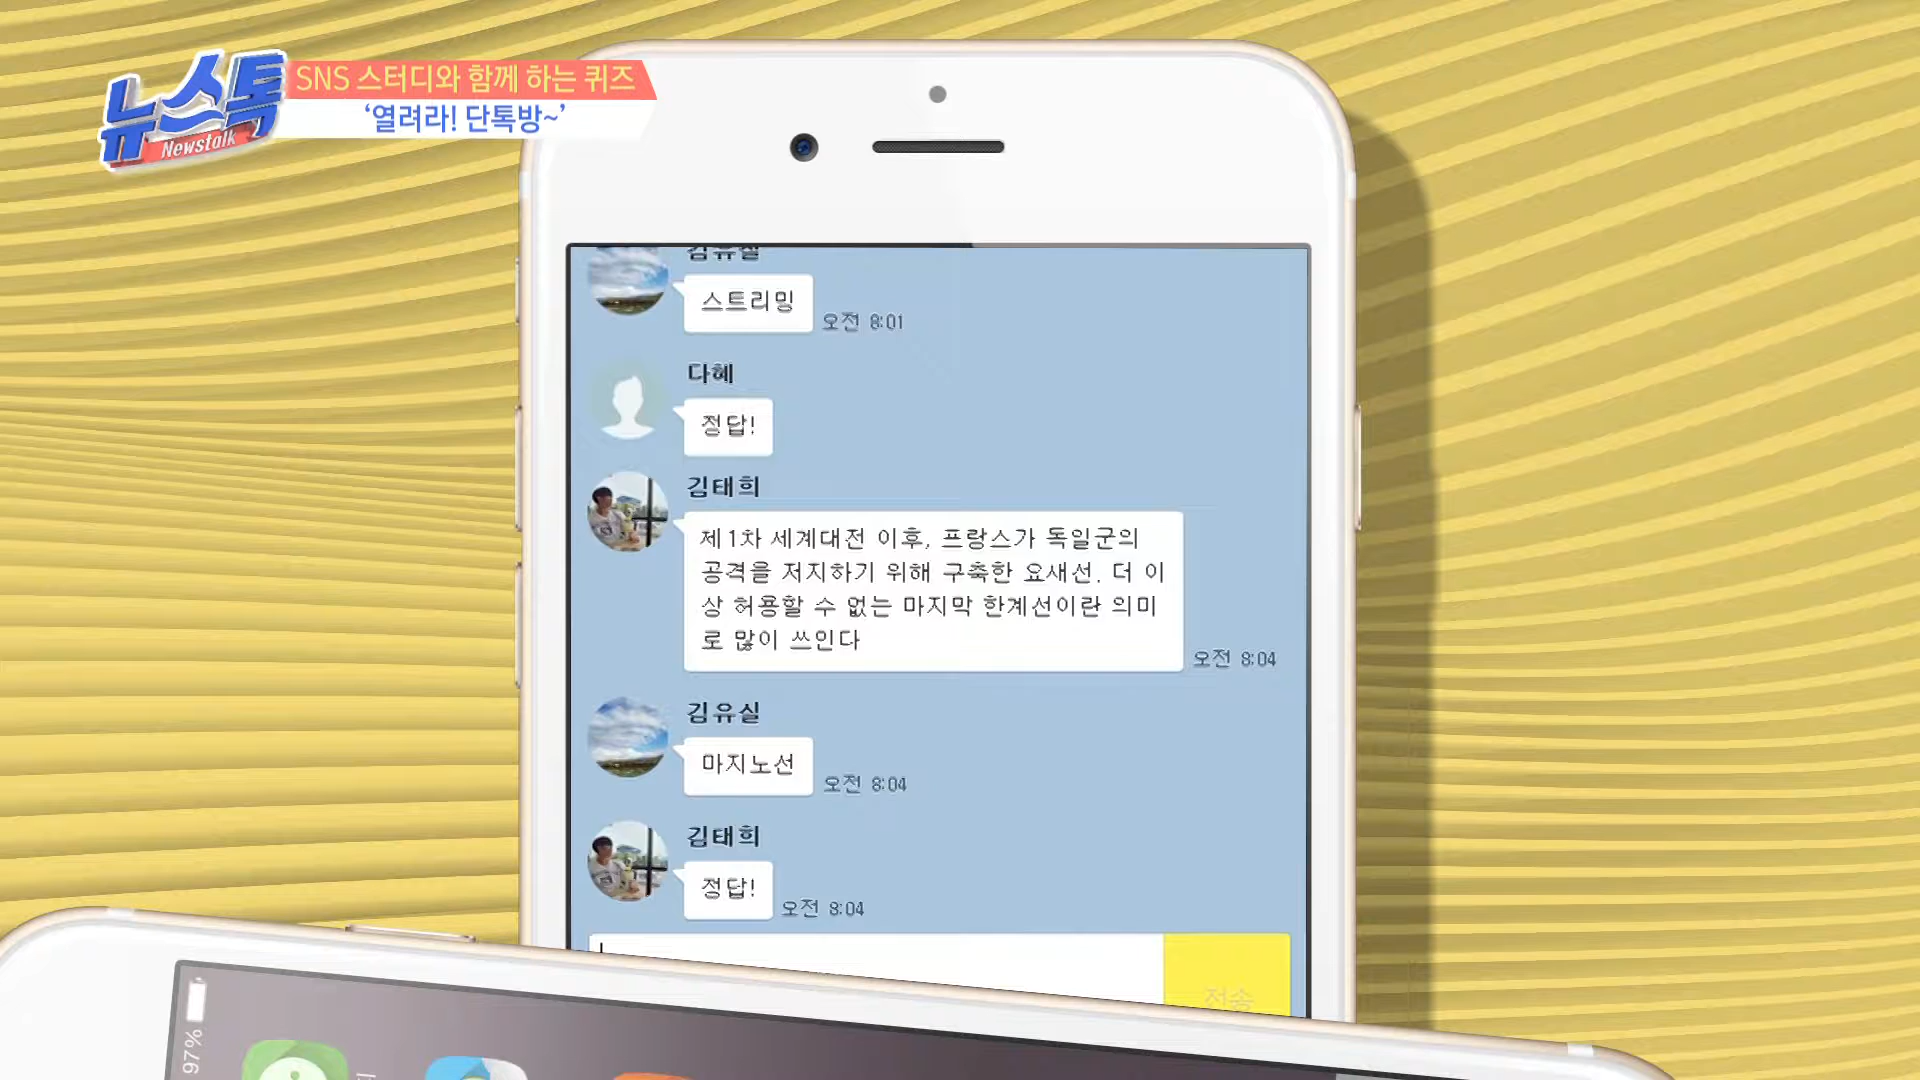 뉴스톡
Newstalk
SNS 스터디와 함께 하는 퀴즈
‘열려라! 단톡방~’
김유실
스트리밍
오전 8:01
다혜
정답!
김태희
제1차 세계대전 이후, 프랑스가 독일군의
공격을 저지하기 위해 구축한 요새선. 더 이
상 허용할 수 없는 마지막 한계선이란 의미
로 많이 쓰인다
오전 8:04
김유실
마지노선
오전 8:04
김태희
정답!
오전 8:04
전송
97%